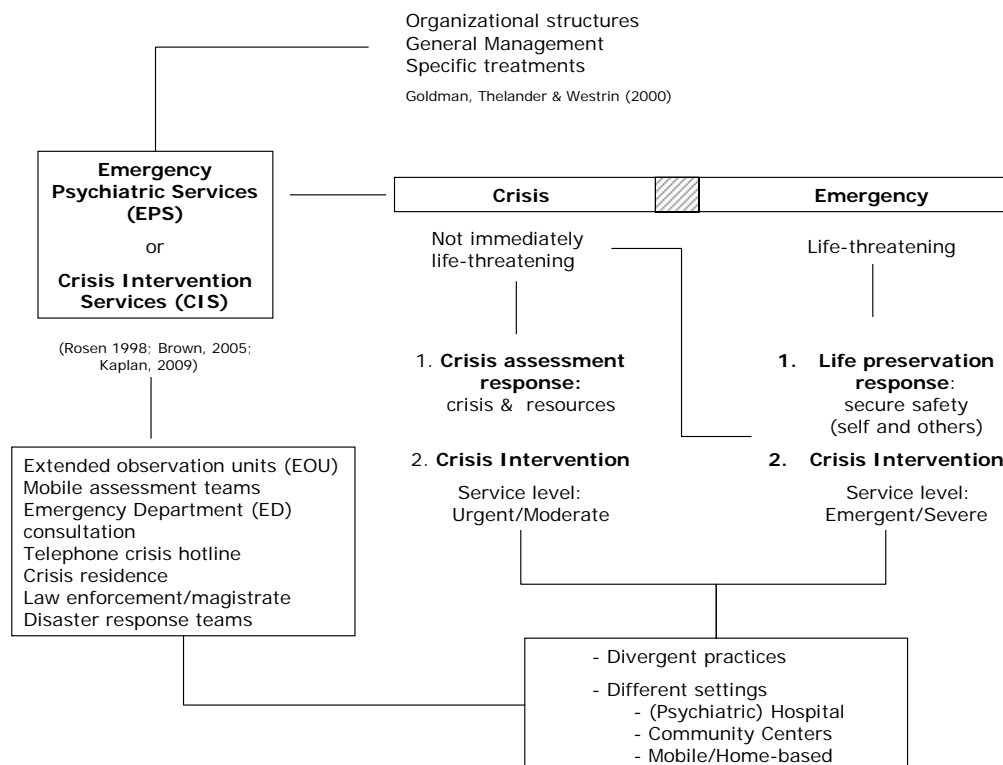 Organizational structures
General Management
Specific treatments
Goldman, Thelander & Westrin (2000)
Emergency
Psychiatric Services
(EPS)
or
Crisis Intervention
Services (CIS)
(Rosen 1998; Brown, 2005;
Kaplan, 2009)
Extended observation units (EOU)
Mobile assessment teams
Emergency Department (ED)
consultation
Telephone crisis hotline
Crisis residence
Law enforcement/magistrate
Disaster response teams
Crisis
Emergency
Not immediately
life-threatening
Life-threatening
1. Crisis assessment
response:
crisis & resources
2. Crisis Intervention
Service level:
Urgent/Moderate
1. Life preservation
response:
secure safety
(self and others)
2. Crisis Intervention
Service level:
Emergent/Severe
- Divergent practices
- Different settings
- (Psychiatric) Hospital
- Community Centers
- Mobile/Home-based